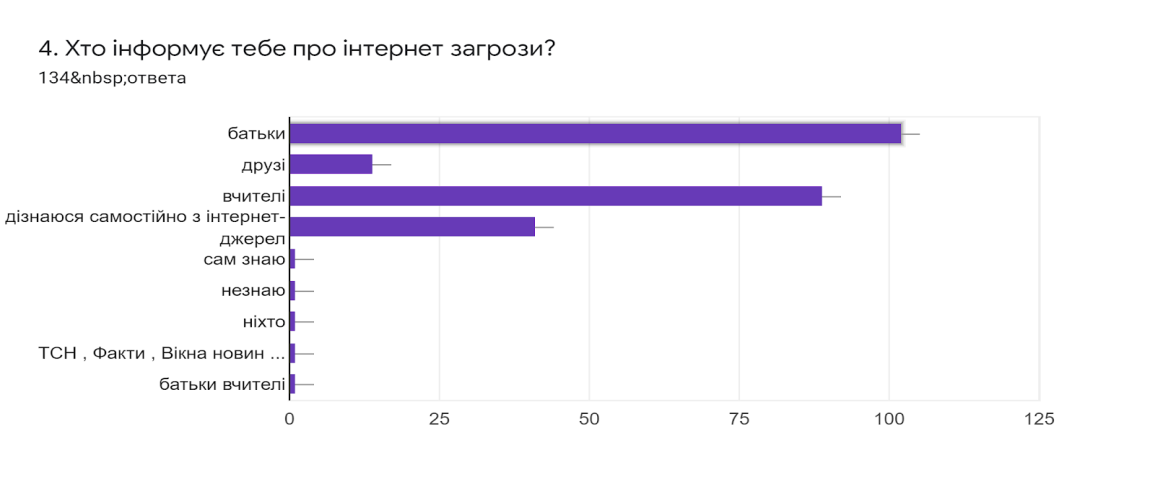 4. Хто інформує тебе про інтернет загрози?
134&nbsp;ответа
батьки
друзі
вчителі
дізнаюся самостійно з інтернет-
джерел
сам знаю
незнаю
ніхто
ТСН , Факти , Вікна новин ...
батьки вчителі
0 25 50 75 100 125